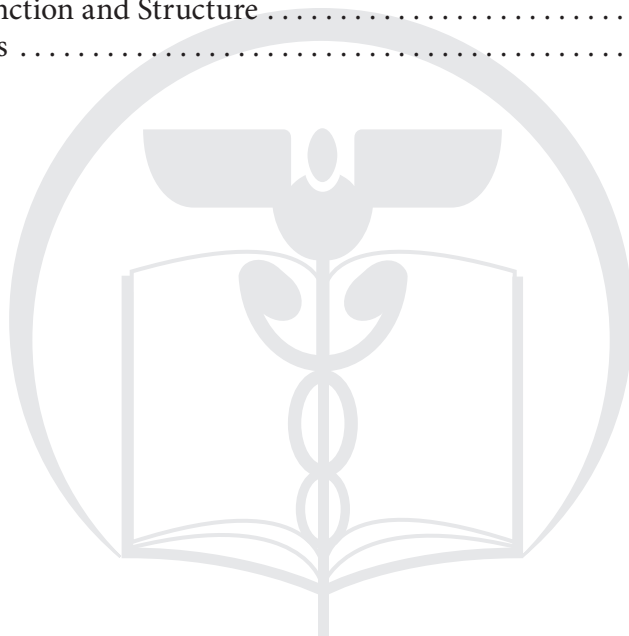 nction and Structure . . . . . . . . . . . . . . . . . . . . . . . . . . . . . . . . . . . . . .
s . . . . . . . . . . . . . . . . . . . . . . . . . . . . . . . . . . . . . . . . . . . . . . . . . .